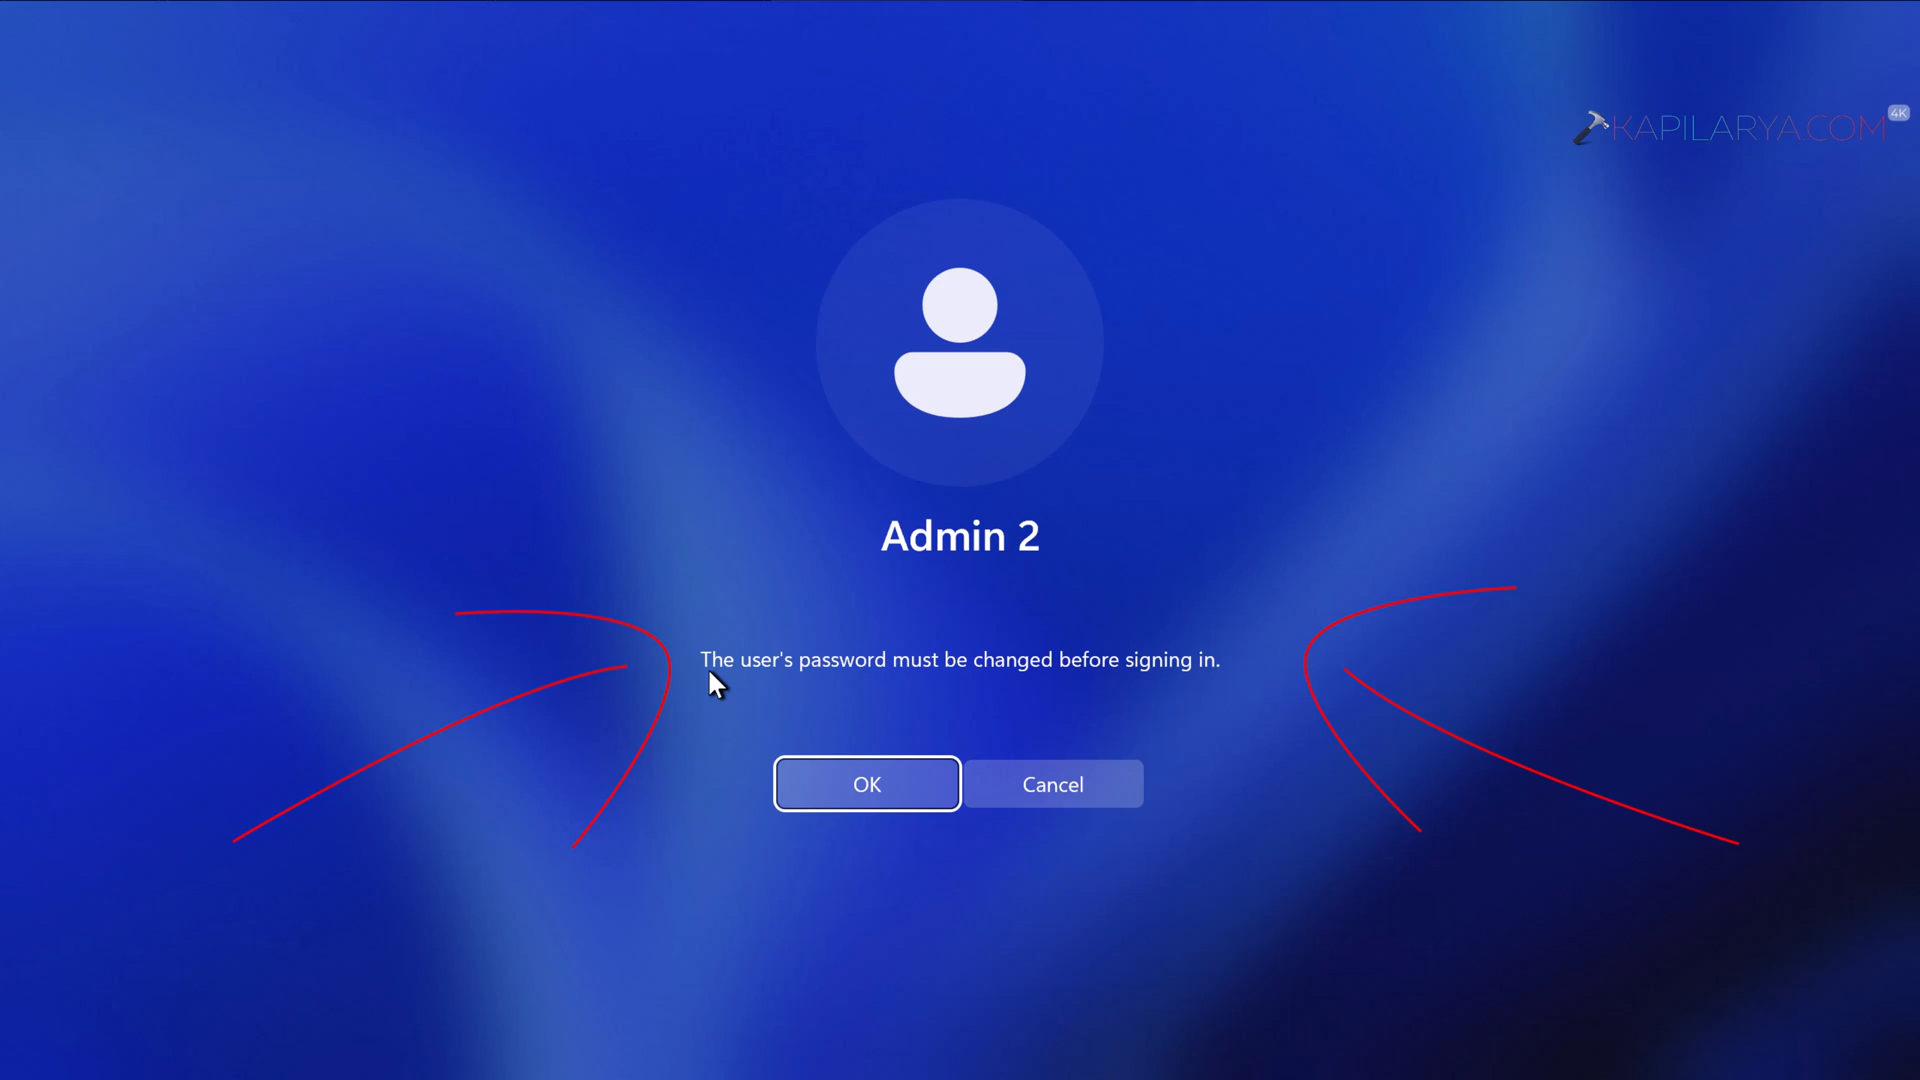 KAPILARYA.COM 4K
Admin 2
The user's password must be changed before signing in.
OK Cancel